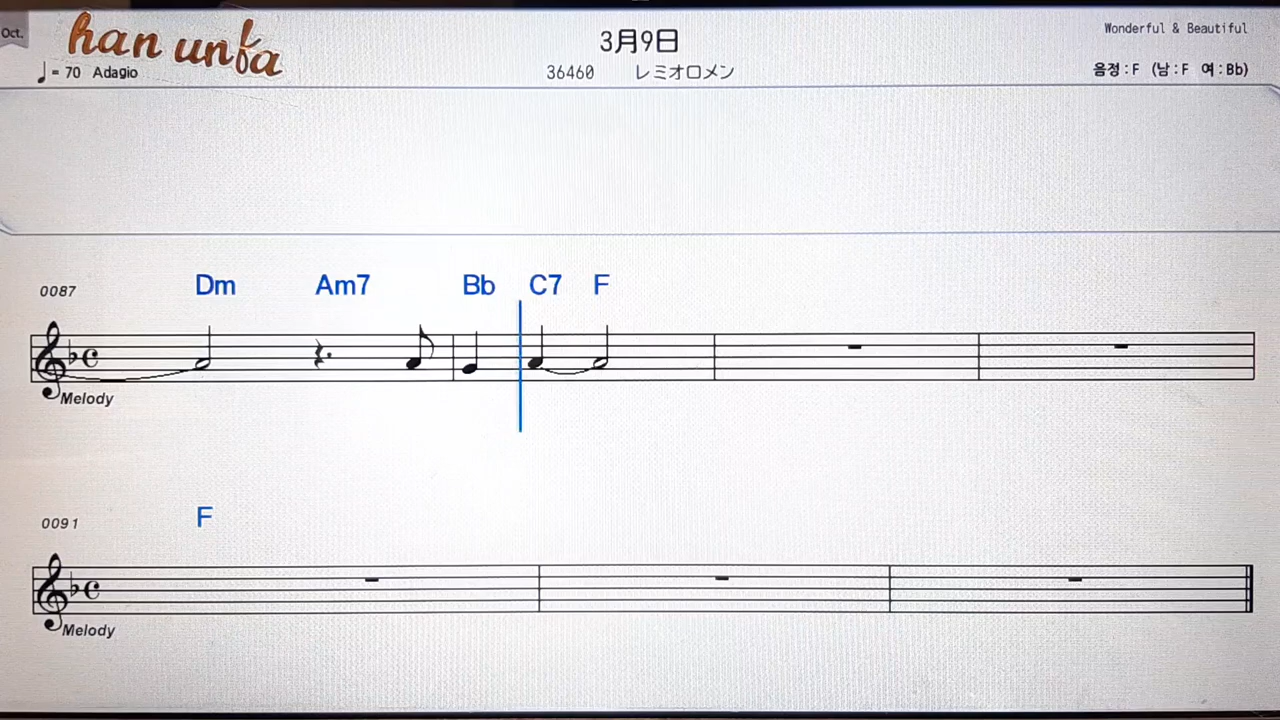 Oct.
han unfa
3月9日
Wonderful & Beautiful
♩= 70 Adagio
36460 レミオロメン
음정:F (남:F 여:Bb)
0087 Dm Am7 Bb C7 F
Melody
0091 F
Melody